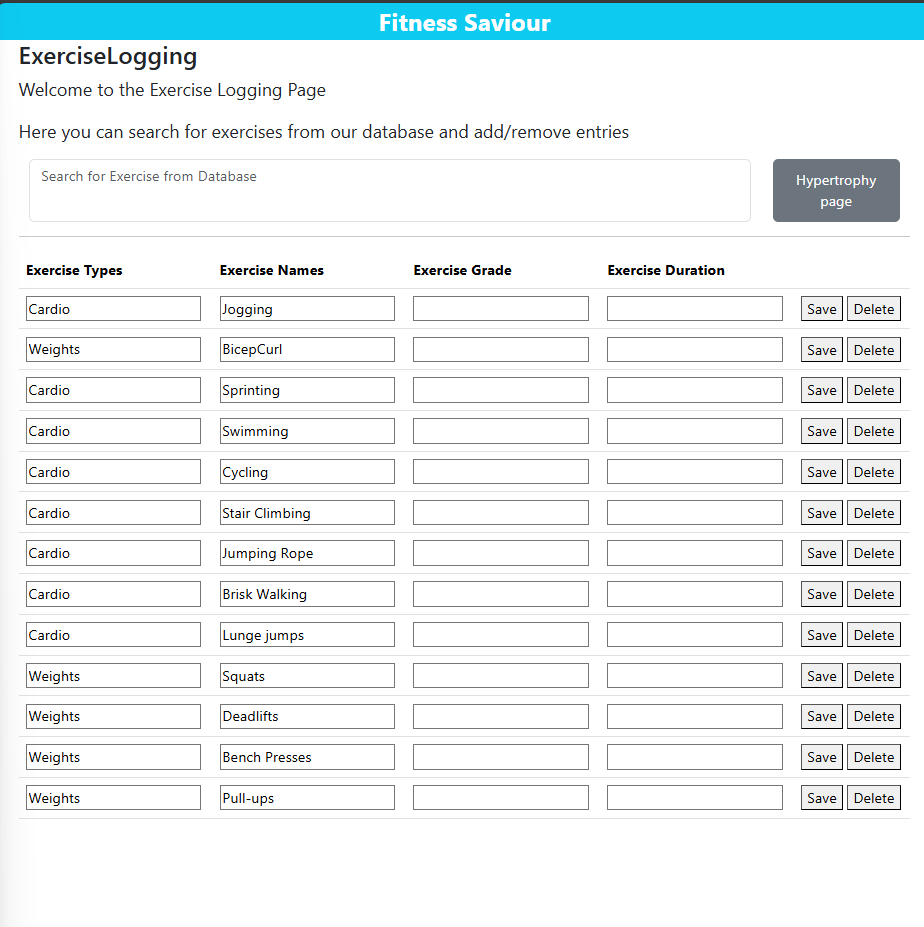 Fitness Saviour
ExerciseLogging
Welcome to the Exercise Logging Page
Here you can search for exercises from our database and add/remove entries
Search for Exercise from Database
Hypertrophy
page
Exercise Types Exercise Names Exercise Grade Exercise Duration
Cardio Jogging Save Delete
Weights BicepCurl Save Delete
Cardio Sprinting Save Delete
Cardio Swimming Save Delete
Cardio Cycling Save Delete
Cardio Stair Climbing Save Delete
Cardio Jumping Rope Save Delete
Cardio Brisk Walking Save Delete
Cardio Lunge jumps Save Delete
Weights Squats Save Delete
Weights Deadlifts Save Delete
Weights Bench Presses Save Delete
Weights Pull-ups Save Delete